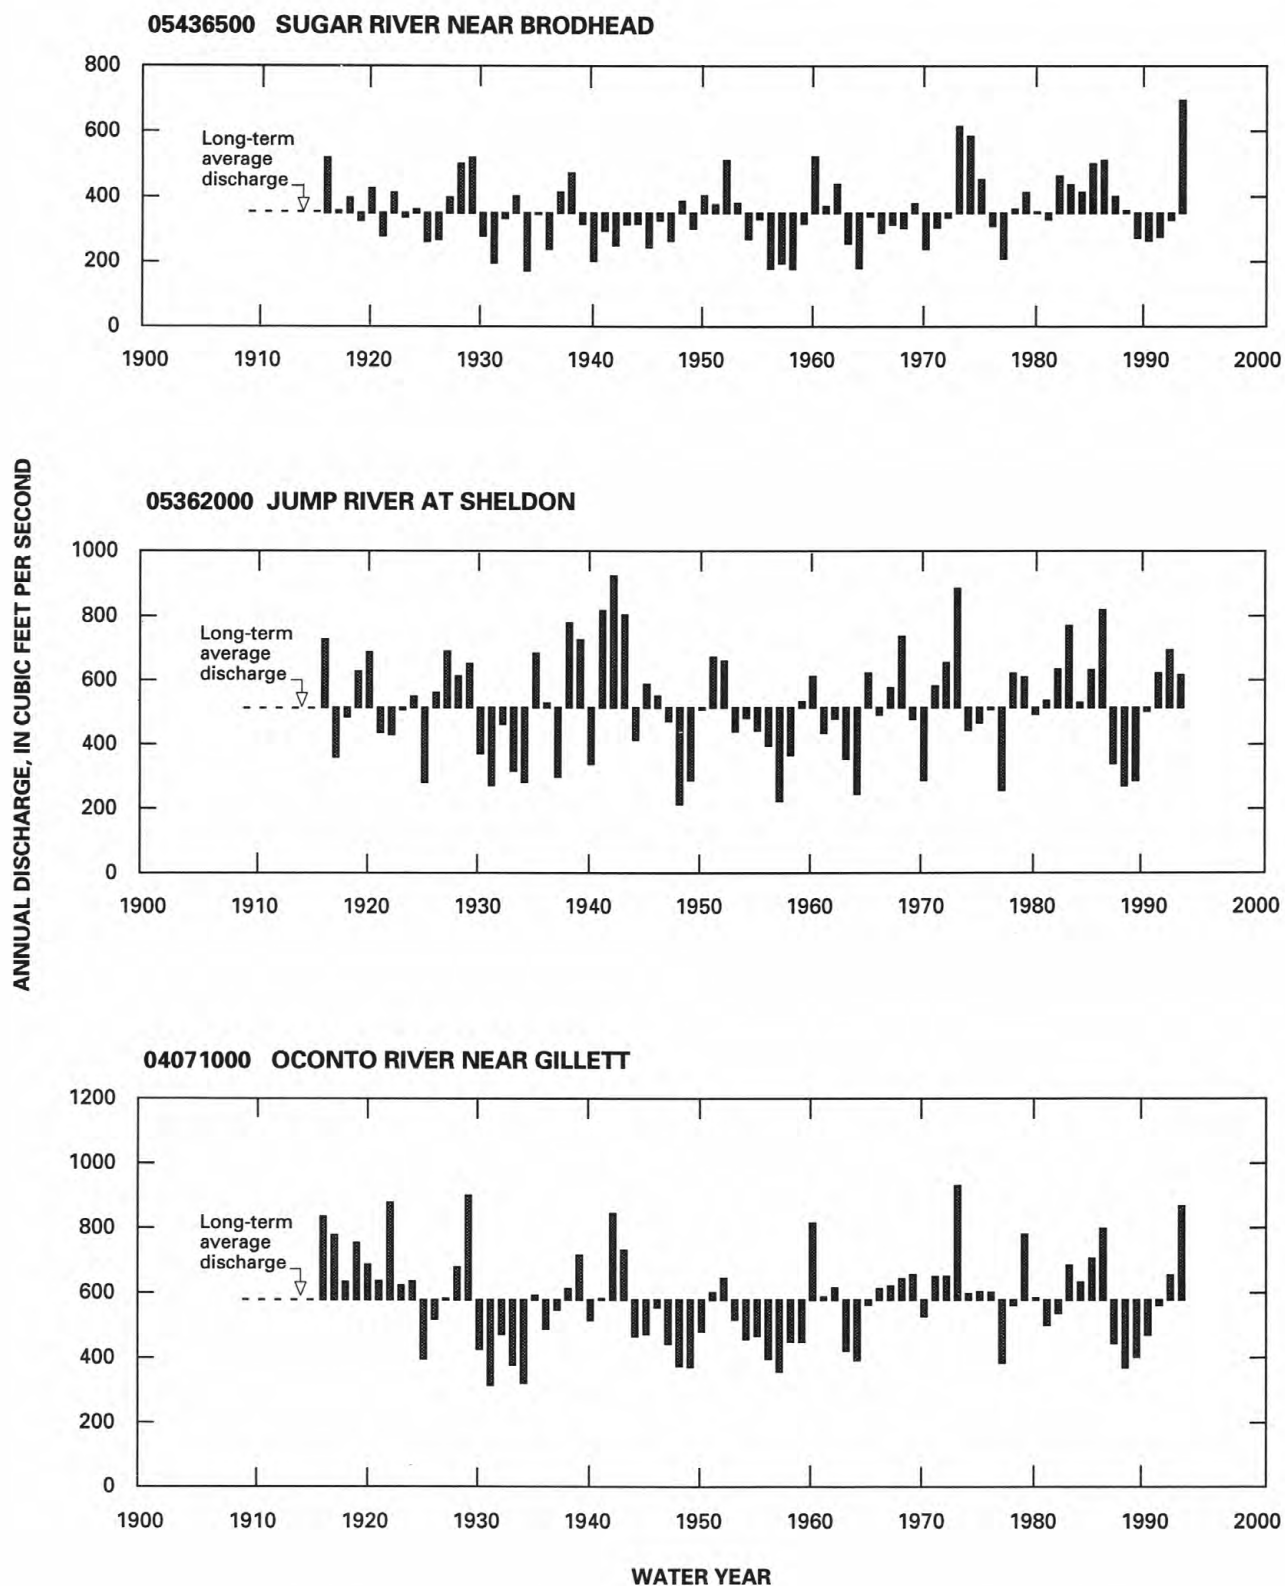 05436500 SUGAR RIVER NEAR BRODHEAD
800
600
400
200
0
Long-term
average
discharge
1900 1910 1920 1930 1940 1950 1960 1970 1980 1990 2000
ANNUAL DISCHARGE, IN CUBIC FEET PER SECOND
05362000 JUMP RIVER AT SHELDON
1000
800
600
400
200
0
Long-term
average
discharge
1900 1910 1920 1930 1940 1950 1960 1970 1980 1990 2000
04071000 OCONTO RIVER NEAR GILLETT
1200
1000
800
600
400
200
0
Long-term
average
discharge
1900 1910 1920 1930 1940 1950 1960 1970 1980 1990 2000
WATER YEAR